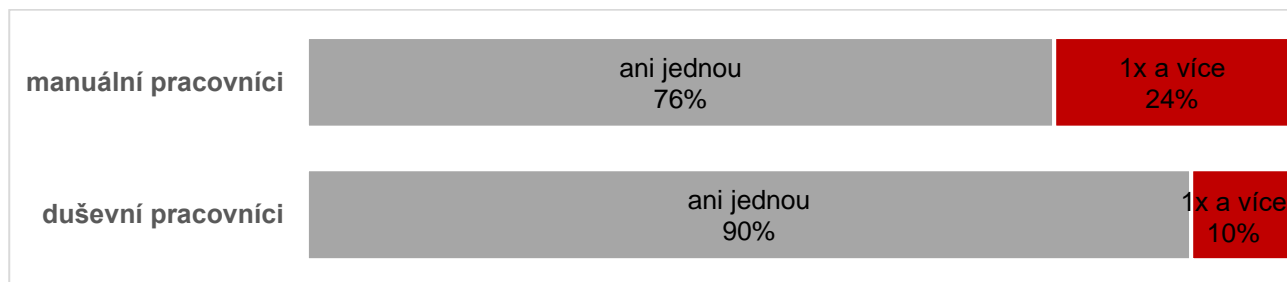 manuální pracovníci
ani jednou
76%
1x a více
24%
duševní pracovníci
ani jednou
90%
1x a více
10%